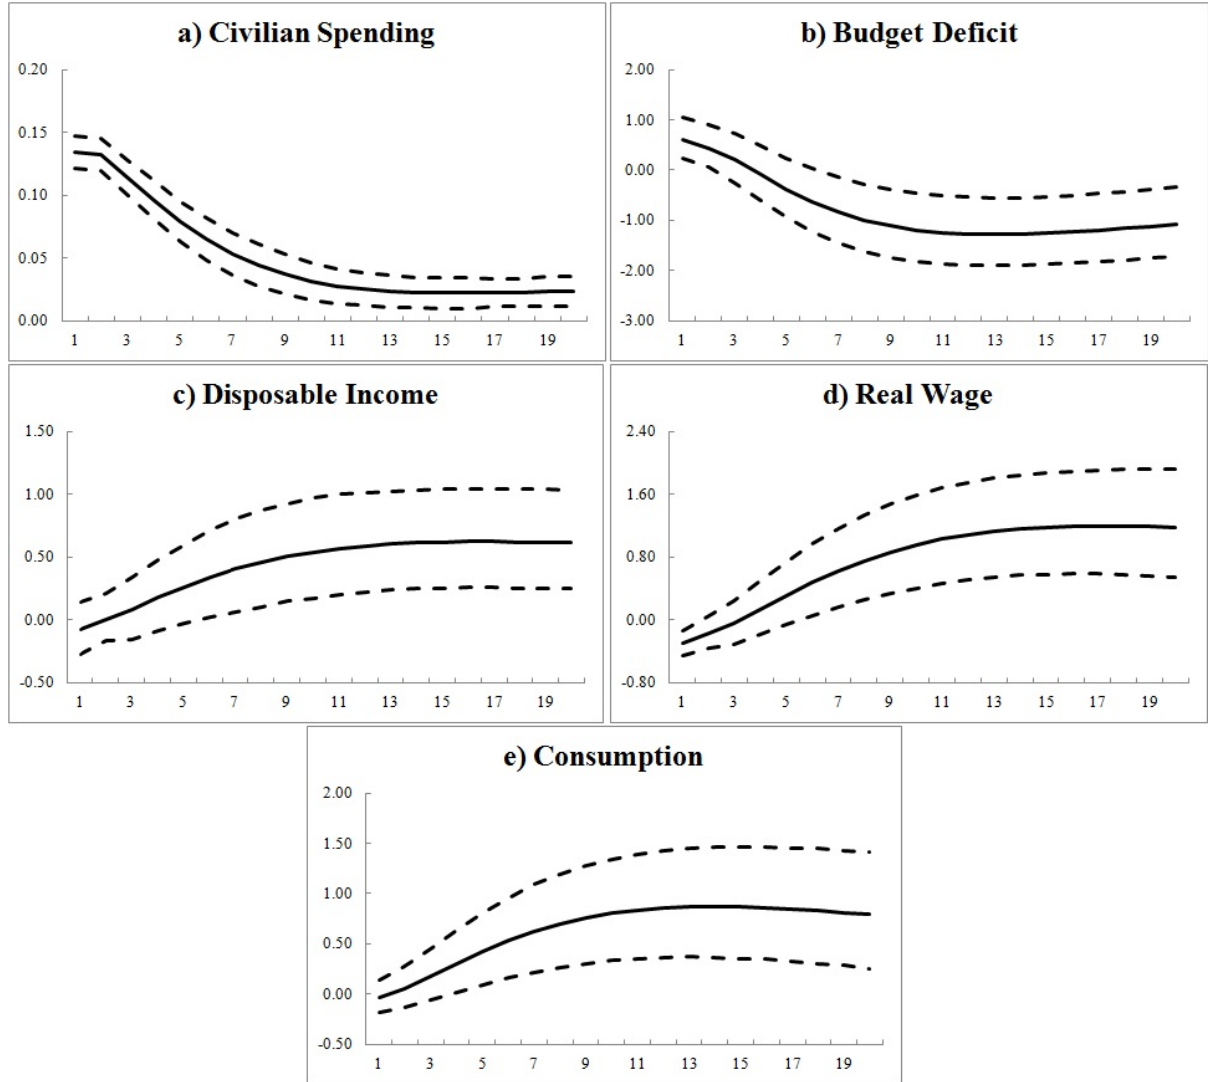 a) Civilian Spending
0.20
0.15
0.10
0.05
0.00
1 3 5 7 9 11 13 15 17 19
b) Budget Deficit
2.00
1.00
0.00
-1.00
-2.00
-3.00
1 3 5 7 9 11 13 15 17 19
c) Disposable Income
1.50
1.00
0.50
0.00
-0.50
1 3 5 7 9 11 13 15 17 19
d) Real Wage
2.40
1.60
0.80
0.00
-0.80
1 3 5 7 9 11 13 15 17 19
e) Consumption
2.00
1.50
1.00
0.50
0.00
-0.50
1 3 5 7 9 11 13 15 17 19